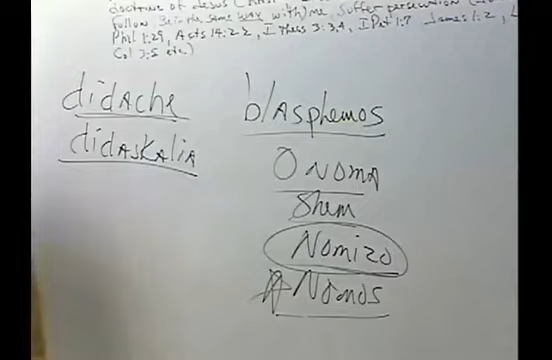 doctrine of Jesus
follow Be in the same way with) me, suffer persecution
Phil 1:29, Acts 14:22, I Thess 3:3,4, I Pet 1:7 James 1:2,
Col 3:5 etc.)
didAche
didASKAliA
blAsphemos
ONOMA
Shem
Nomizo
Nomos